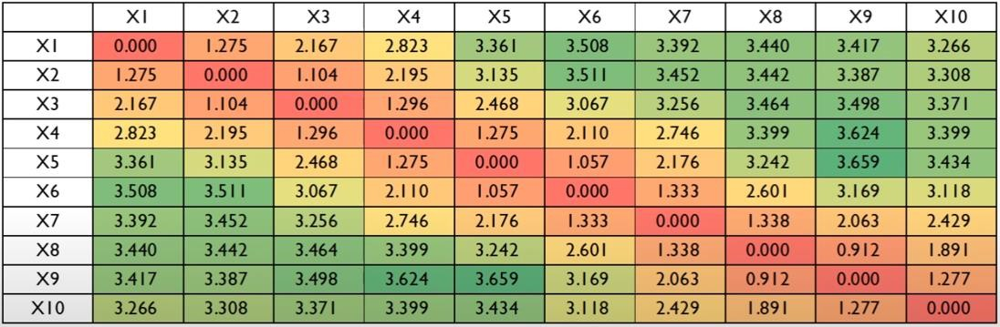 X1 X2 X3 X4 X5 X6 X7 X8 X9 X10
X1 0.000 1.275 2.167 2.823 3.361 3.508 3.392 3.440 3.417 3.266
X2 1.275 0.000 1.104 2.195 3.135 3.511 3.452 3.442 3.387 3.308
X3 2.167 1.104 0.000 1.296 2.468 3.067 3.256 3.464 3.498 3.371
X4 2.823 2.195 1.296 0.000 1.275 2.110 2.746 3.399 3.624 3.399
X5 3.361 3.135 2.468 1.275 0.000 1.057 2.176 3.242 3.659 3.434
X6 3.508 3.511 3.067 2.110 1.057 0.000 1.333 2.601 3.169 3.118
X7 3.392 3.452 3.256 2.746 2.176 1.333 0.000 1.338 2.063 2.429
X8 3.440 3.442 3.464 3.399 3.242 2.601 1.338 0.000 0.912 1.891
X9 3.417 3.387 3.498 3.624 3.659 3.169 2.063 0.912 0.000 1.277
X10 3.266 3.308 3.371 3.399 3.434 3.118 2.429 1.891 1.277 0.000